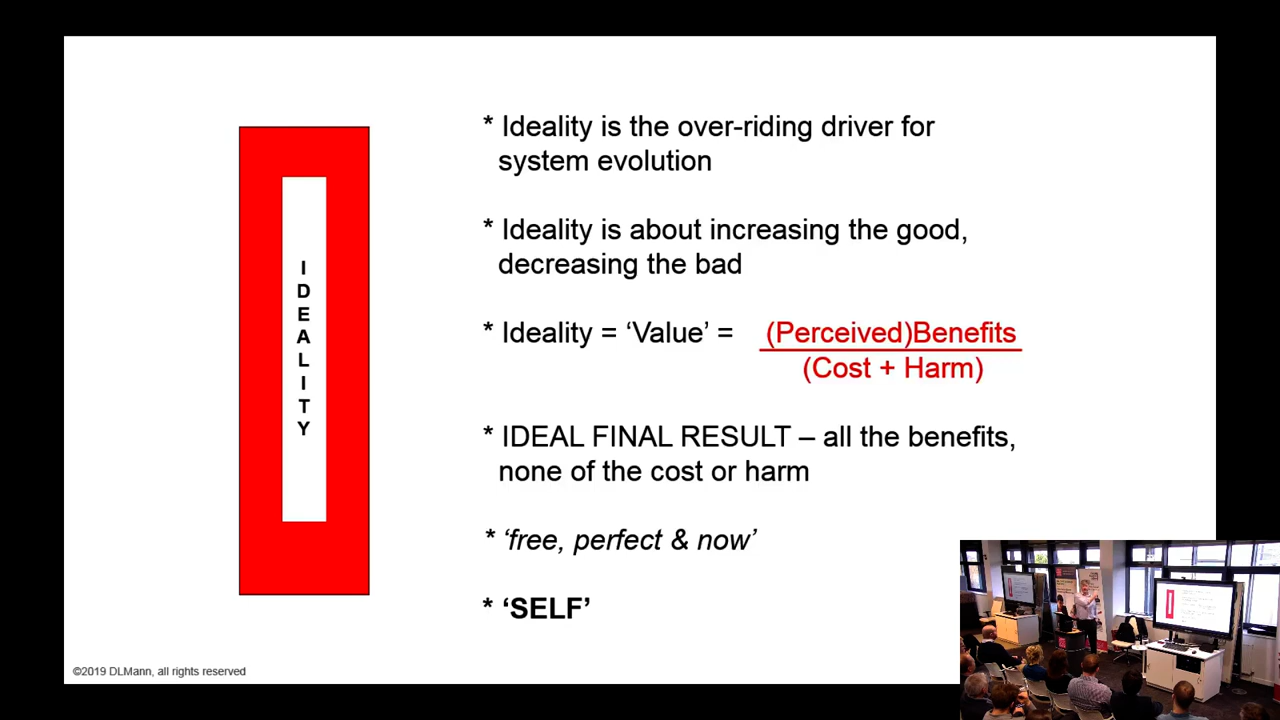 I
D
E
A
L
I
T
Y
* Ideality is the over-riding driver for
system evolution
* Ideality is about increasing the good,
decreasing the bad
* Ideality = ‘Value’ = (Perceived)Benefits
(Cost + Harm)
* IDEAL FINAL RESULT – all the benefits,
none of the cost or harm
* ‘free, perfect & now’
* ‘SELF’
©2019 DLMann, all rights reserved